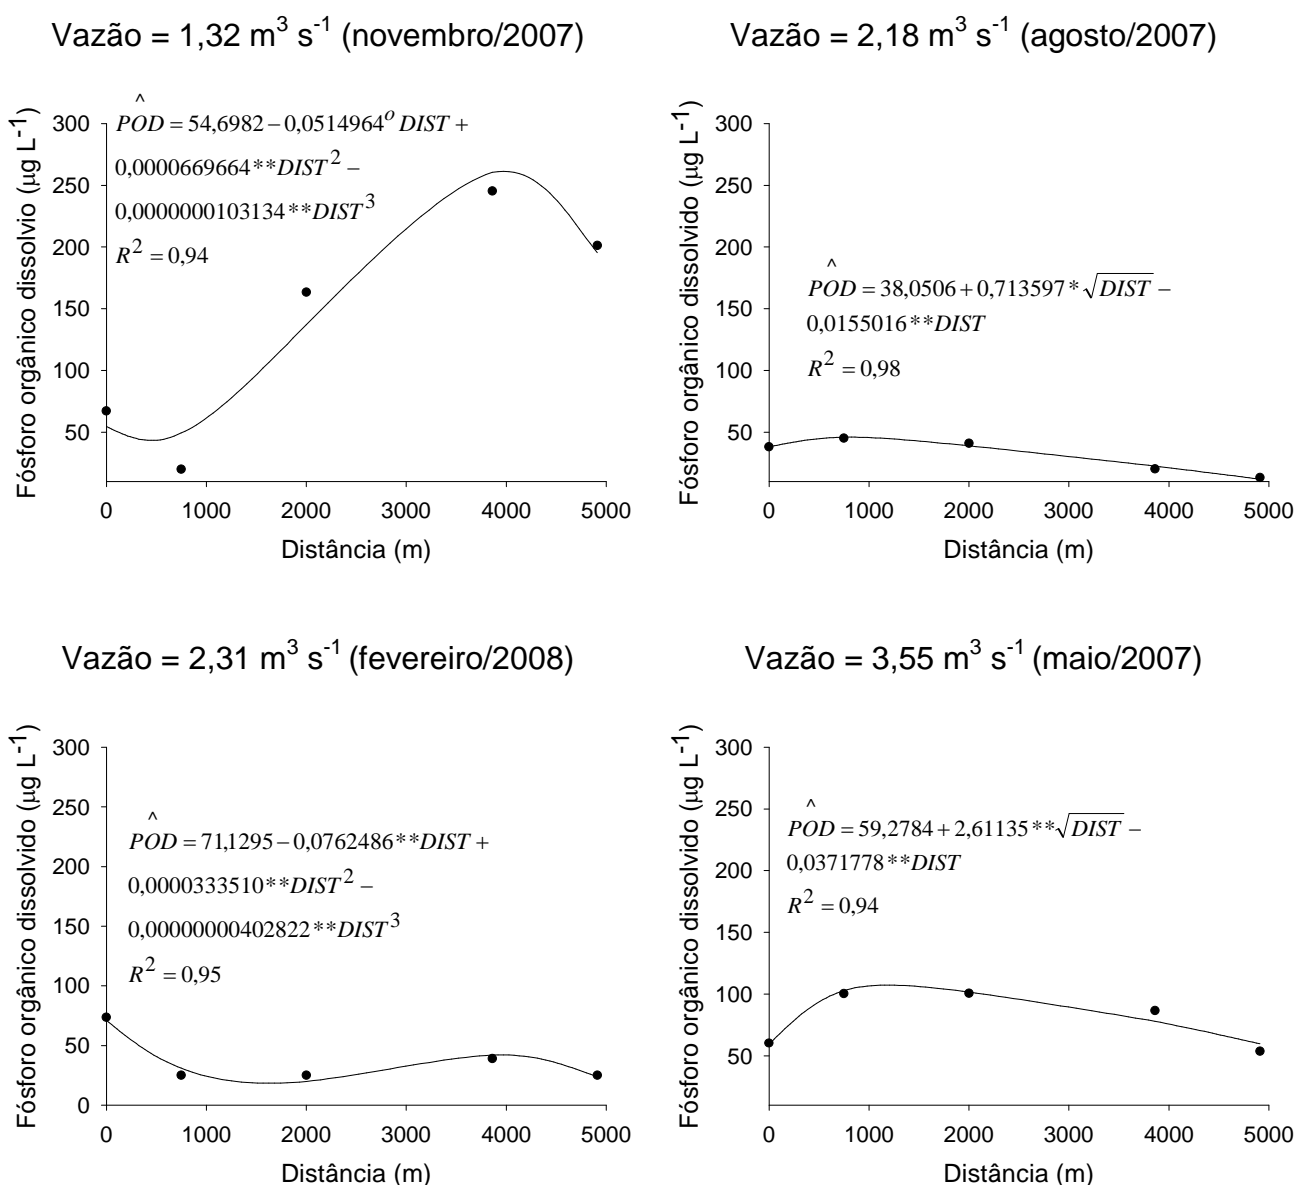 Vazão = 1,32 m³ s⁻¹ (novembro/2007)
Fósforo orgânico dissolvio (µg L⁻¹)
^
POD = 54,6982 − 0,0514964º DIST +
0,0000669664 **DIST² −
0,0000000103134 **DIST³
R² = 0,94
300
250
200
150
100
50
0 1000 2000 3000 4000 5000
Distância (m)
Vazão = 2,18 m³ s⁻¹ (agosto/2007)
Fósforo orgânico dissolvido (µg L⁻¹)
^
POD = 38,0506 + 0,713597 * √DIST −
0,0155016 **DIST
R² = 0,98
300
250
200
150
100
50
0 1000 2000 3000 4000 5000
Distância (m)
Vazão = 2,31 m³ s⁻¹ (fevereiro/2008)
Fósforo orgânico dissolvido (µg L⁻¹)
^
POD = 71,1295 − 0,0762486 **DIST +
0,0000333510 **DIST² −
0,00000000402822 **DIST³
R² = 0,95
300
250
200
150
100
50
0
0 1000 2000 3000 4000 5000
Distância (m)
Vazão = 3,55 m³ s⁻¹ (maio/2007)
Fósforo orgânico dissolvido (µg L⁻¹)
^
POD = 59,2784 + 2,61135 **√DIST −
0,0371778 **DIST
R² = 0,94
300
250
200
150
100
50
0 1000 2000 3000 4000 5000
Distância (m)